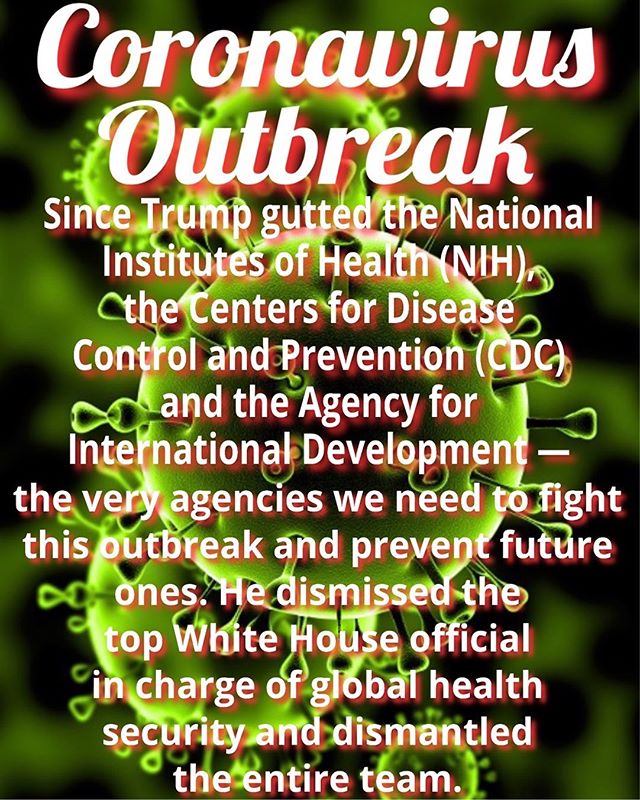 Coronavirus
Outbreak
Since Trump gutted the National
Institutes of Health (NIH),
the Centers for Disease
Control and Prevention (CDC)
and the Agency for
International Development —
the very agencies we need to fight
this outbreak and prevent future
ones. He dismissed the
top White House official
in charge of global health
security and dismantled
the entire team.